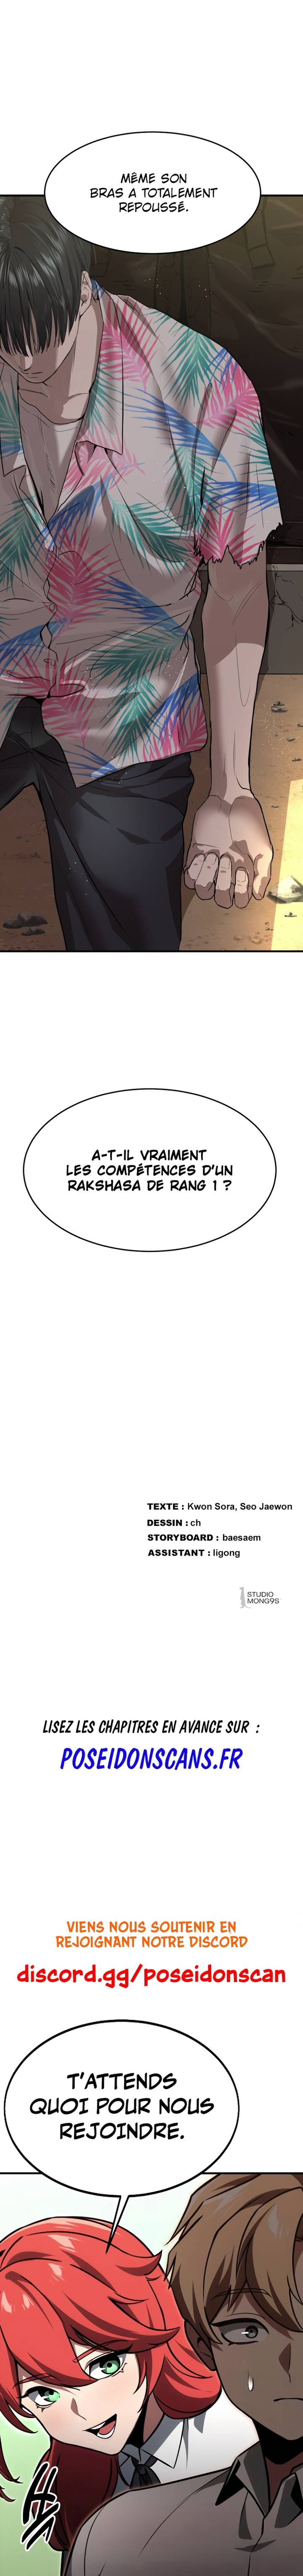 MÊME SON
BRAS A TOTALEMENT
REPOUSSÉ.
A-T-IL VRAIMENT
LES COMPÉTENCES D'UN
RAKSHASA DE RANG 1 ?
TEXTE : Kwon Sora, Seo Jaewon
DESSIN : ch
STORYBOARD : baesaem
ASSISTANT : ligong
STUDIO
MONG9S
LISEZ LES CHAPITRES EN AVANCE SUR :
POSEIDONSCANS.FR
VIENS NOUS SOUTENIR EN
REJOIGNANT NOTRE DISCORD
discord.gg/poseidonscan
T'ATTENDS
QUOI POUR NOUS
REJOINDRE.